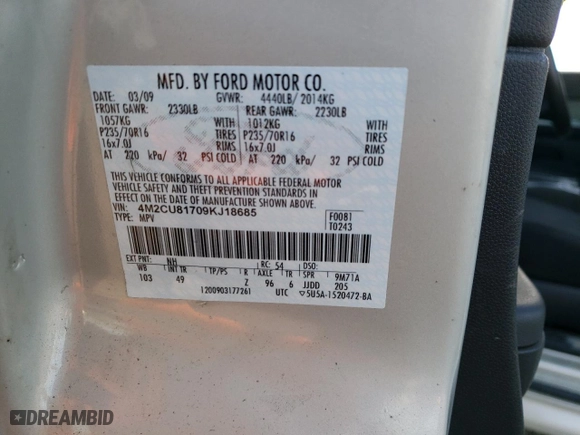 MFD. BY FORD MOTOR CO.
DATE: 03/09 GVWR: 4440LB/ 2014KG
FRONT GAWR: 2330LB REAR GAWR: 2230LB
1057KG WITH 1012KG WITH
P235/70R16 TIRES P235/70R16 TIRES
16x7.0J RIMS 16x7.0J RIMS
AT 220 kPa/ 32 PSI COLD AT 220 kPa/ 32 PSI COLD
THIS VEHICLE CONFORMS TO ALL APPLICABLE FEDERAL MOTOR
VEHICLE SAFETY AND THEFT PREVENTION STANDARDS IN
EFFECT ON THE DATE OF MANUFACTURE SHOWN ABOVE.
VIN: 4M2CU81709KJ18685 F0081
TYPE: MPV T0243
EXT PNT: NH RC: 54 DSO:
WB INT TR TP/PS R AXLE TR SPR 9M71A
103 49 Z 96 6 JJDD 205
1200903177261 UTC 5U5A-1520472-BA
DREAMBID